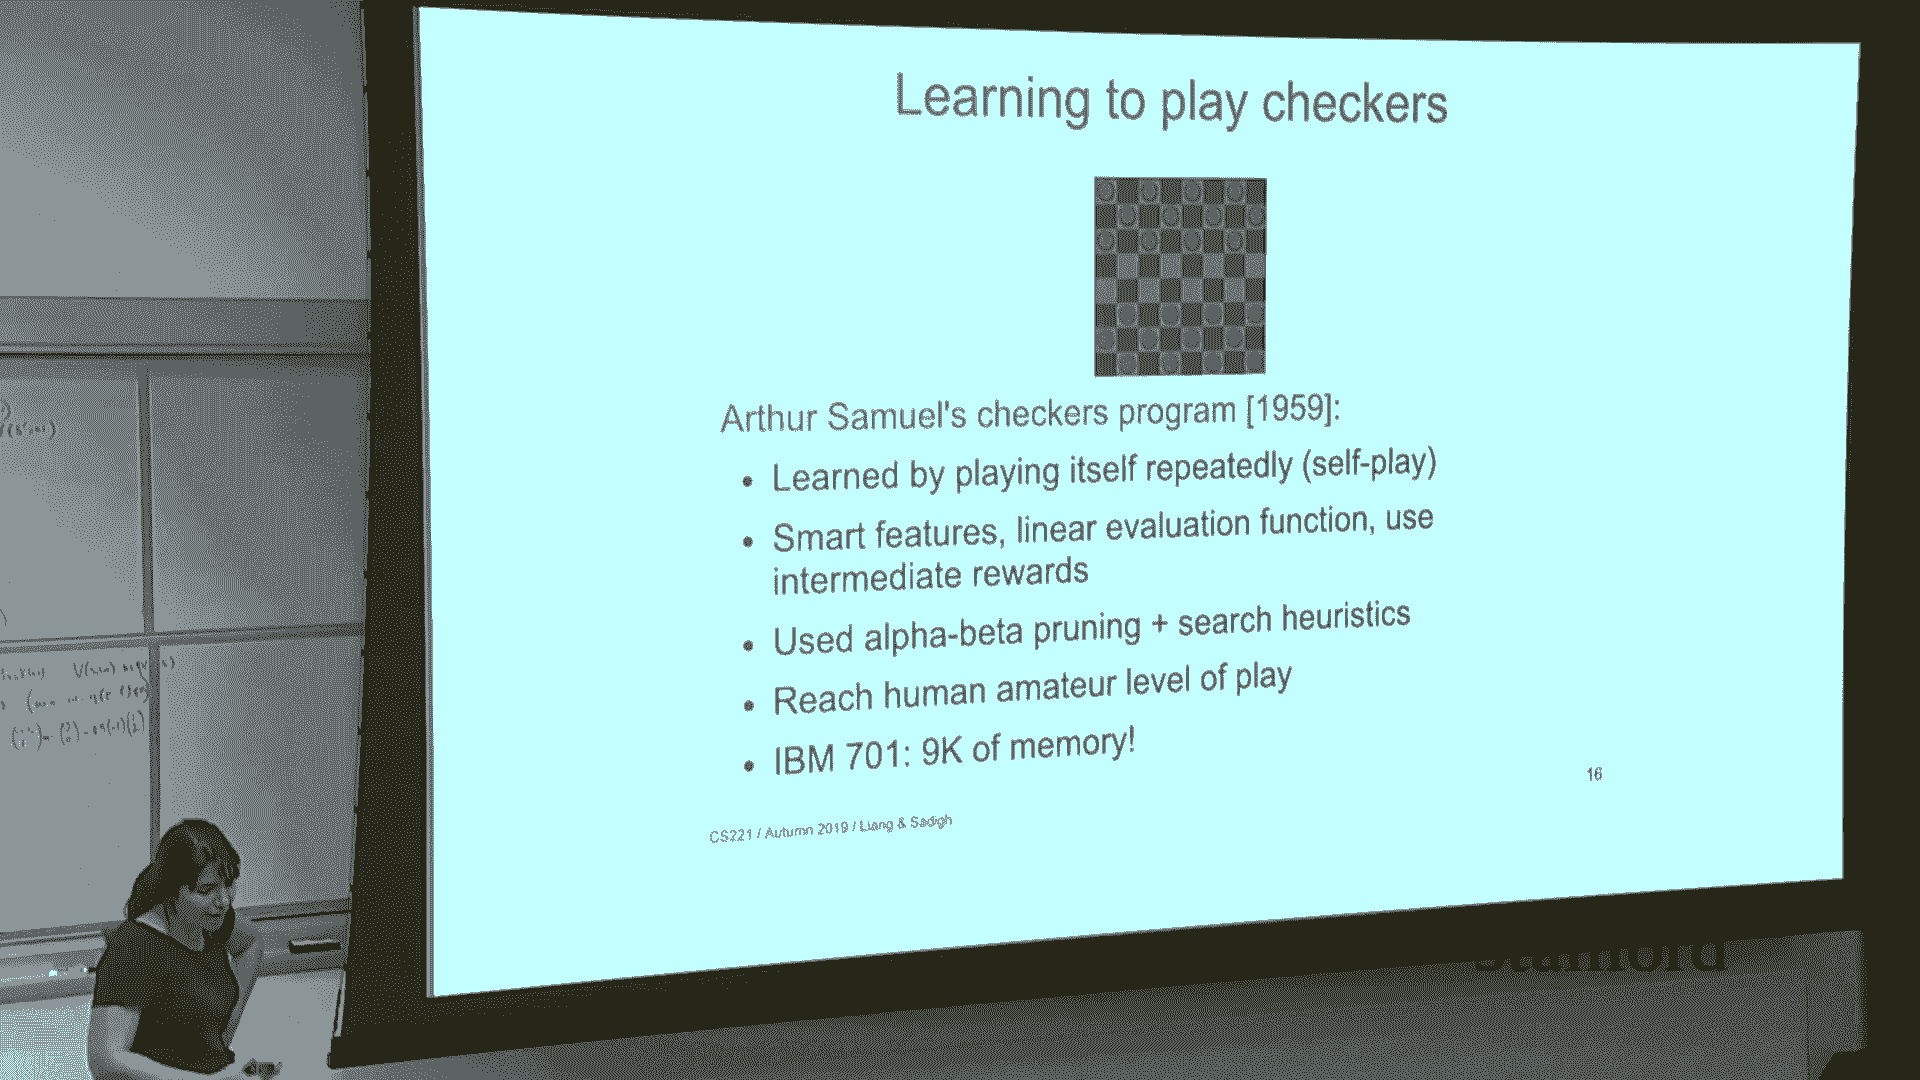 Learning to play checkers
Arthur Samuel's checkers program [1959]:
• Learned by playing itself repeatedly (self-play)
• Smart features, linear evaluation function, use
intermediate rewards
• Used alpha-beta pruning + search heuristics
• Reach human amateur level of play
• IBM 701: 9K of memory!
16
CS221 / Autumn 2019 / Liang & Sadigh
Stanford